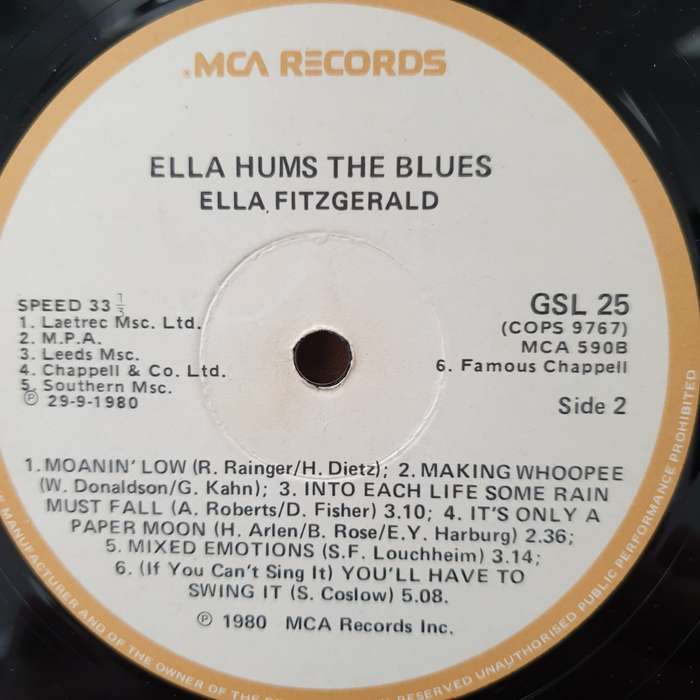 MCA RECORDS
ELLA HUMS THE BLUES
ELLA FITZGERALD
SPEED 33 1/3
1. Laetrec Msc. Ltd.
2. M.P.A.
3. Leeds Msc.
4. Chappell & Co. Ltd.
5. Southern Msc.
℗ 29-9-1980
GSL 25
(COPS 9767)
MCA 590B
6. Famous Chappell
Side 2
1. MOANIN' LOW (R. Rainger/H. Dietz); 2. MAKING WHOOPEE
(W. Donaldson/G. Kahn); 3. INTO EACH LIFE SOME RAIN
MUST FALL (A. Roberts/D. Fisher) 3.10; 4. IT'S ONLY A
PAPER MOON (H. Arlen/B. Rose/E.Y. Harburg) 2.36;
5. MIXED EMOTIONS (S.F. Louchheim) 3.14;
6. (If You Can't Sing It) YOU'LL HAVE TO
SWING IT (S. Coslow) 5.08.
℗ 1980 MCA Records Inc.
MANUFACTURER AND OF THE OWNER OF THE
RESERVED UNAUTHORISED PUBLIC PERFORMANCE PROHIBITED